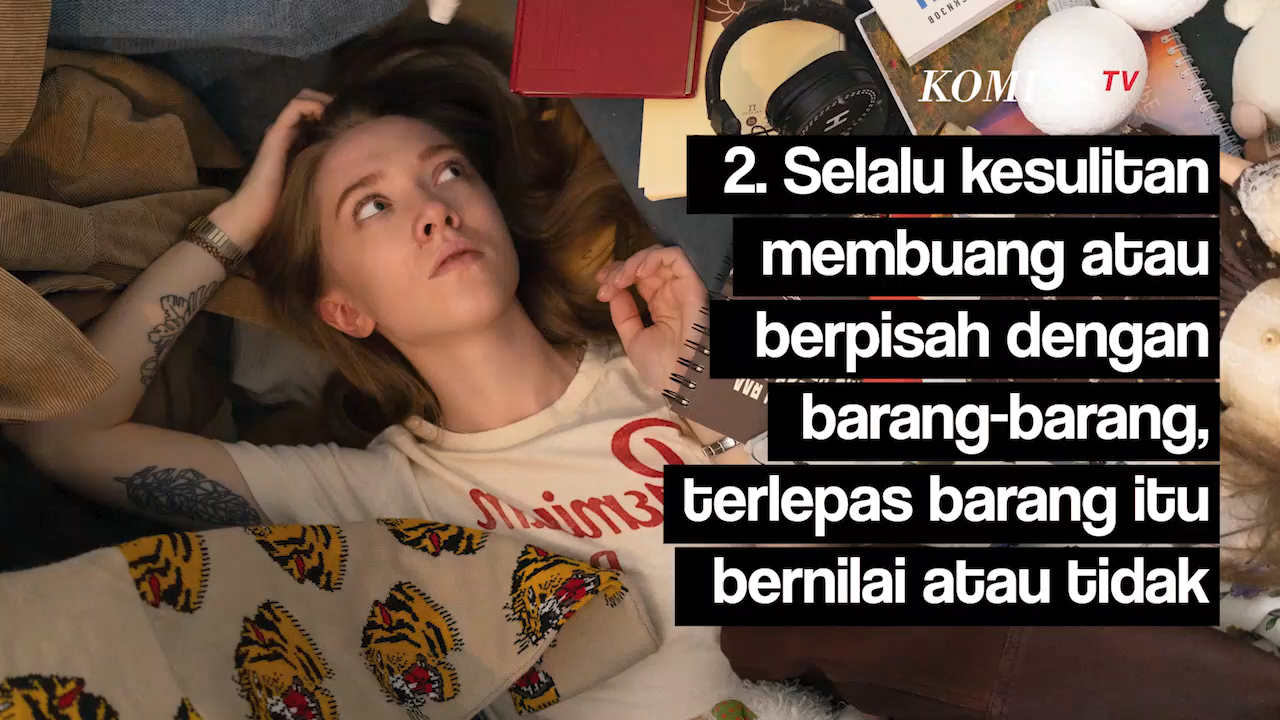 KOMPAS TV
2. Selalu kesulitan
membuang atau
berpisah dengan
barang-barang,
terlepas barang itu
bernilai atau tidak